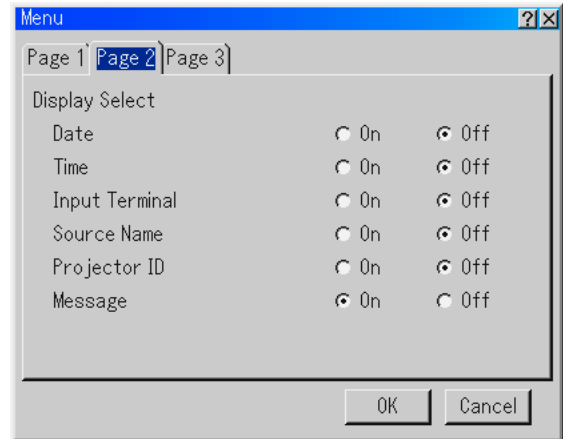 Menu ? ×
Page 1 Page 2 Page 3
Display Select
Date On Off
Time On Off
Input Terminal On Off
Source Name On Off
Projector ID On Off
Message On Off
OK Cancel